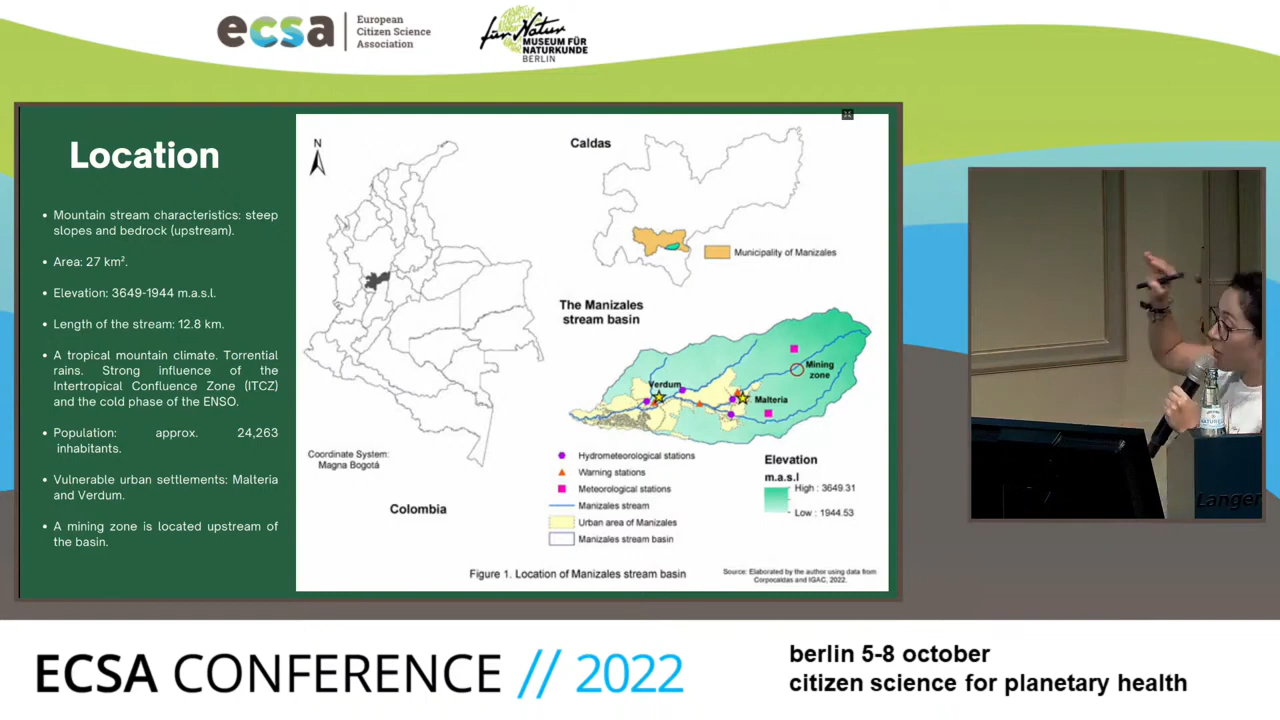 ecsa
European
Citizen Science
Association
für Natur
MUSEUM FÜR
NATURKUNDE
BERLIN
Location
• Mountain stream characteristics: steep
slopes and bedrock (upstream).
• Area: 27 km².
• Elevation: 3649-1944 m.a.s.l.
• Length of the stream: 12.8 km.
• A tropical mountain climate. Torrential
rains. Strong influence of the
Intertropical Confluence Zone (ITCZ)
and the cold phase of the ENSO.
• Population: approx. 24,263
inhabitants.
• Vulnerable urban settlements: Malteria
and Verdum.
• A mining zone is located upstream of
the basin.
N
Coordinate System:
Magna Bogotá
Colombia
Caldas
Municipality of Manizales
The Manizales
stream basin
Verdum
Mining
zone
Malteria
Hydrometeorological stations
Warning stations
Meteorological stations
Manizales stream
Urban area of Manizales
Manizales stream basin
Elevation
m.a.s.l
High : 3649.31
Low : 1944.53
Figure 1. Location of Manizales stream basin
Source: Elaborated by the author using data from
Corpocaldas and IGAC, 2022.
Langen
ECSA CONFERENCE // 2022
berlin 5-8 october
citizen science for planetary health